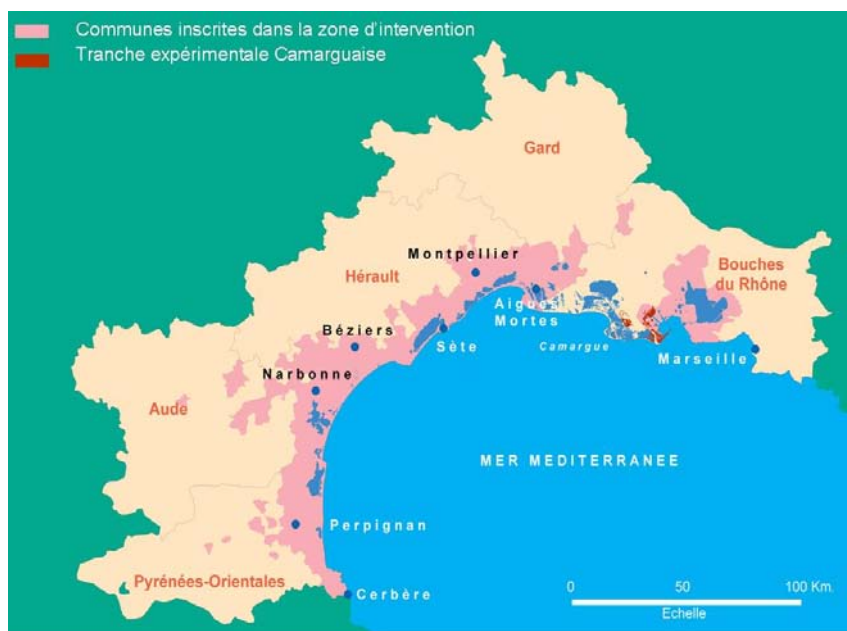 Communes inscrites dans la zone d'intervention
Tranche expérimentale Camarguaise
Gard
Montpellier
Hérault
Bouches
du Rhône
Aigues
Mortes
Béziers
Sète
Camargue
Marseille
Narbonne
Aude
MER MEDITERRANEE
Perpignan
Pyrénées-Orientales
Cerbère
0 50 100 Km.
Echelle